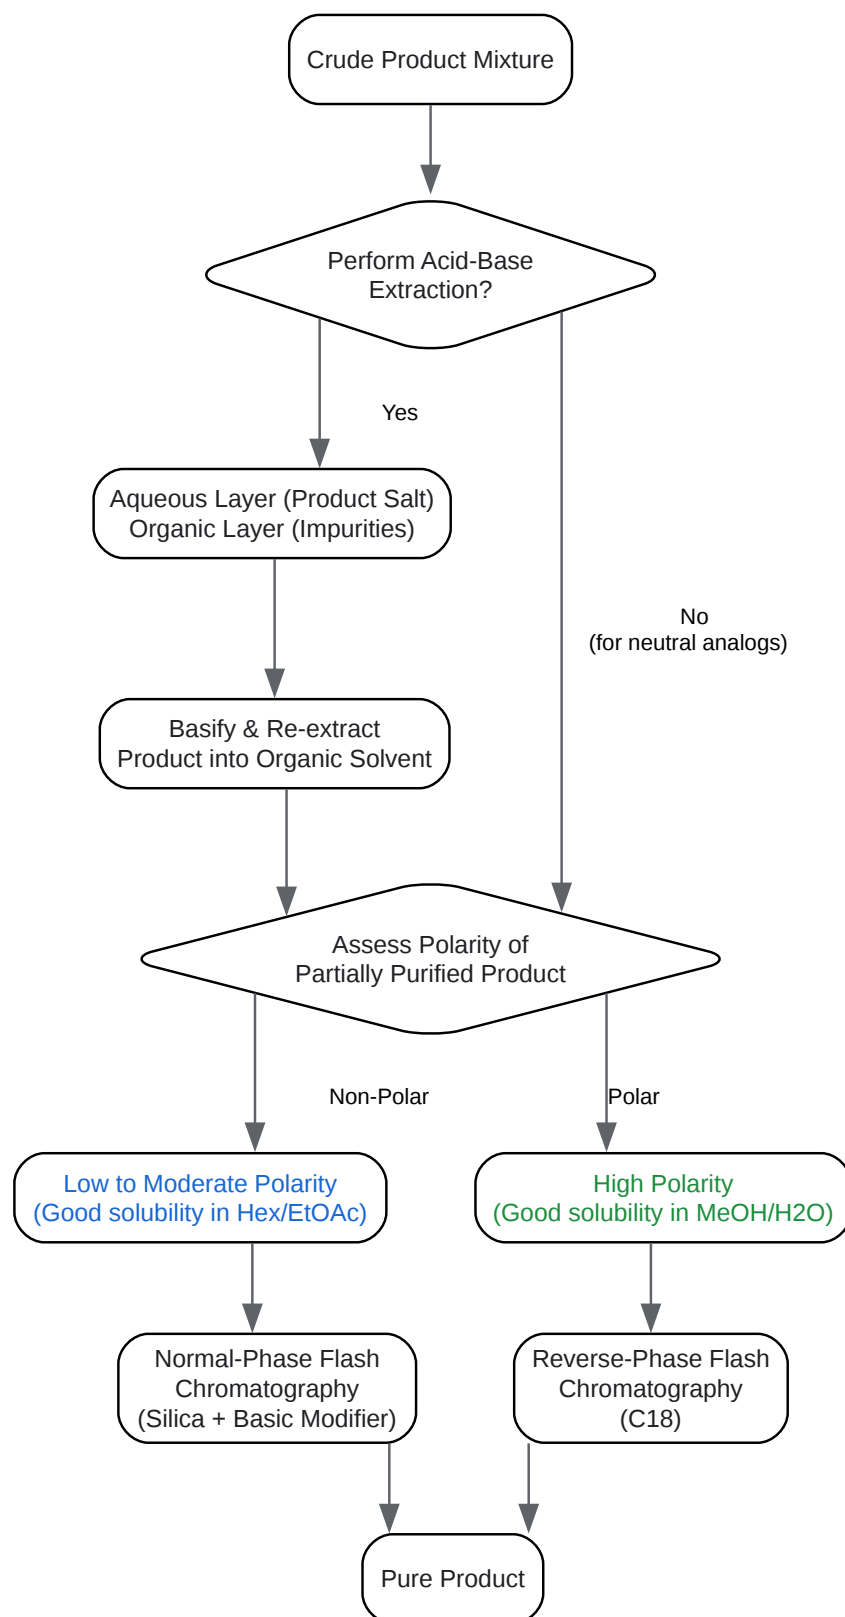 Crude Product Mixture
Perform Acid-Base
Extraction?
Yes
Aqueous Layer (Product Salt)
Organic Layer (Impurities)
No
(for neutral analogs)
Basify & Re-extract
Product into Organic Solvent
Assess Polarity of
Partially Purified Product
Non-Polar
Polar
Low to Moderate Polarity
(Good solubility in Hex/EtOAc)
High Polarity
(Good solubility in MeOH/H2O)
Normal-Phase Flash
Chromatography
(Silica + Basic Modifier)
Reverse-Phase Flash
Chromatography
(C18)
Pure Product